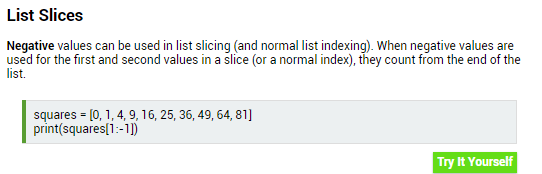 List Slices
Negative values can be used in list slicing (and normal list indexing). When negative values are
used for the first and second values in a slice (or a normal index), they count from the end of the
list.
squares = [0, 1, 4, 9, 16, 25, 36, 49, 64, 81]
print(squares[1:-1])
Try It Yourself